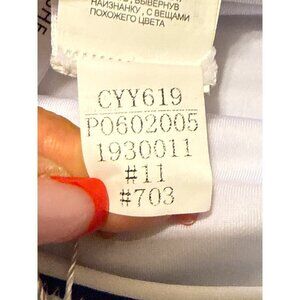 ВЫВЕРНУВ
НАИЗНАНКУ, С ВЕЩАМИ
ПОХОЖЕГО ЦВЕТА
CYY619
P0602005
1930011
#11
#703